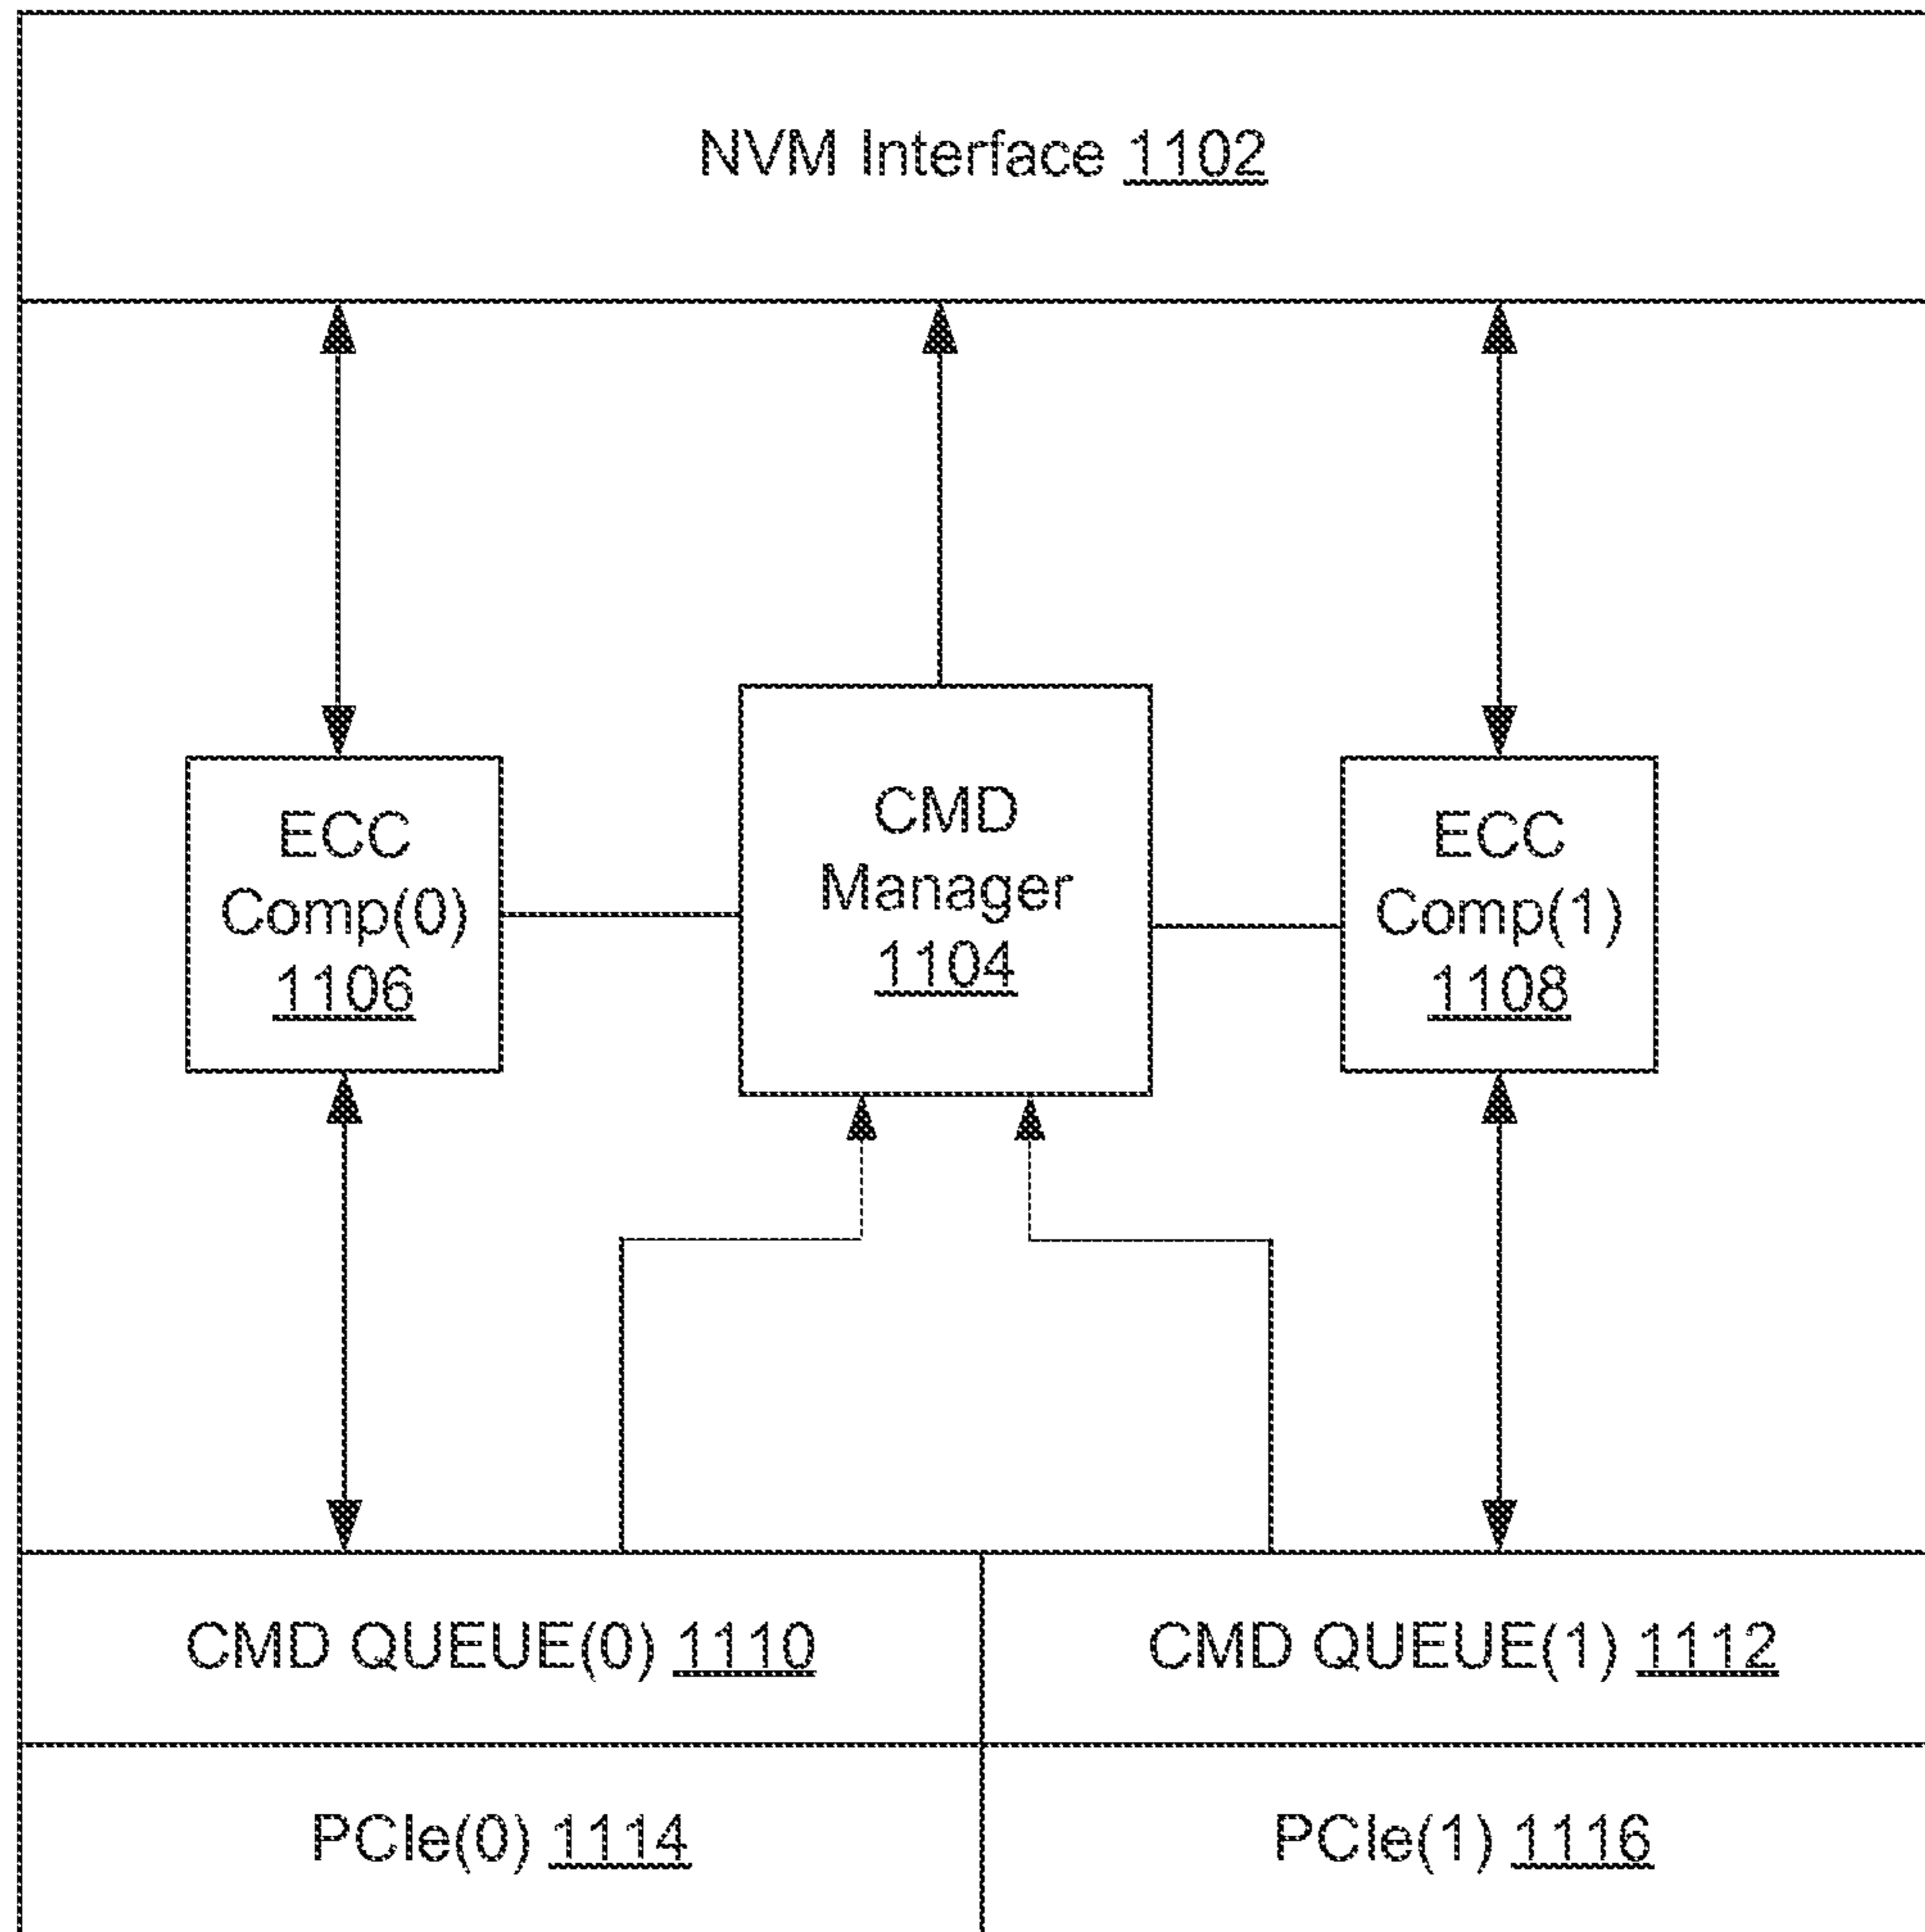 NVM Interface 1102
ECC
Comp(0)
1106
CMD
Manager
1104
ECC
Comp(1)
1108
CMD QUEUE(0) 1110
CMD QUEUE(1) 1112
PCIe(0) 1114
PCIe(1) 1116